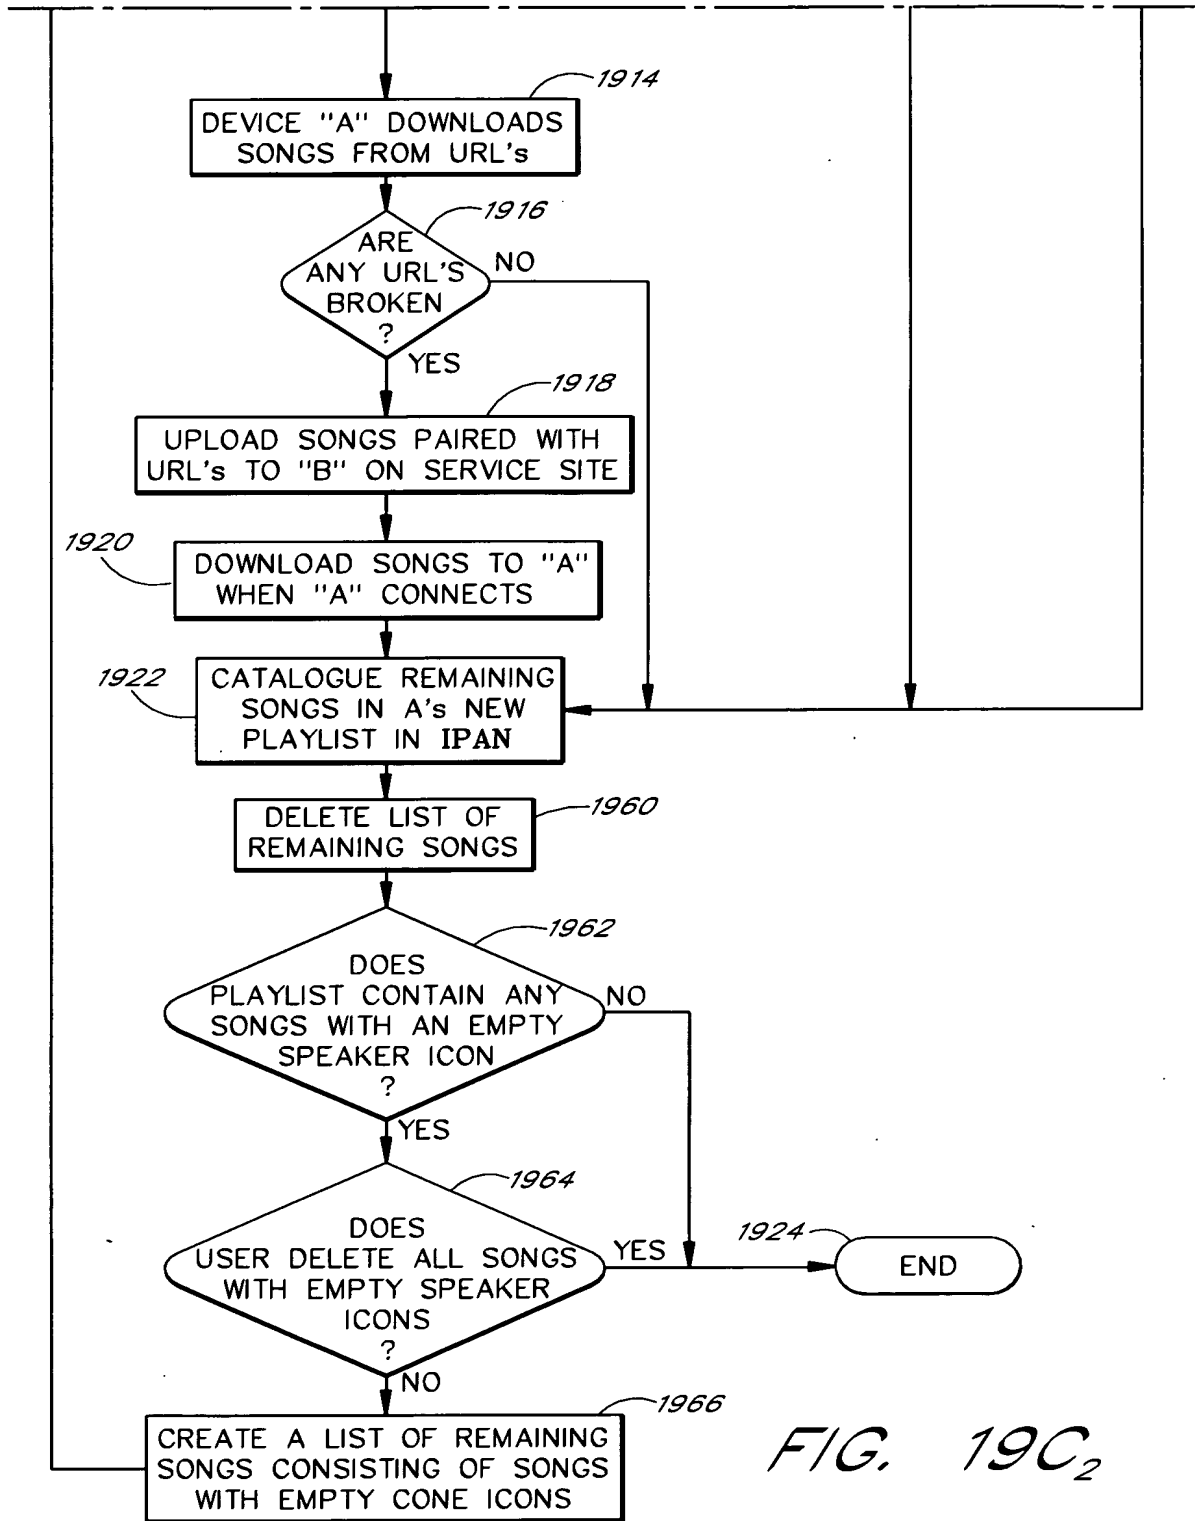 1914
DEVICE "A" DOWNLOADS
SONGS FROM URL's
1916
ARE
ANY URL'S
BROKEN
?
NO
YES
1918
UPLOAD SONGS PAIRED WITH
URL's TO "B" ON SERVICE SITE
1920
DOWNLOAD SONGS TO "A"
WHEN "A" CONNECTS
1922
CATALOGUE REMAINING
SONGS IN A's NEW
PLAYLIST IN IPAN
1960
DELETE LIST OF
REMAINING SONGS
1962
DOES
PLAYLIST CONTAIN ANY
SONGS WITH AN EMPTY
SPEAKER ICON
?
NO
YES
1964
DOES
USER DELETE ALL SONGS
WITH EMPTY SPEAKER
ICONS
?
YES
NO
1924
END
1966
CREATE A LIST OF REMAINING
SONGS CONSISTING OF SONGS
WITH EMPTY CONE ICONS
FIG. 19C2